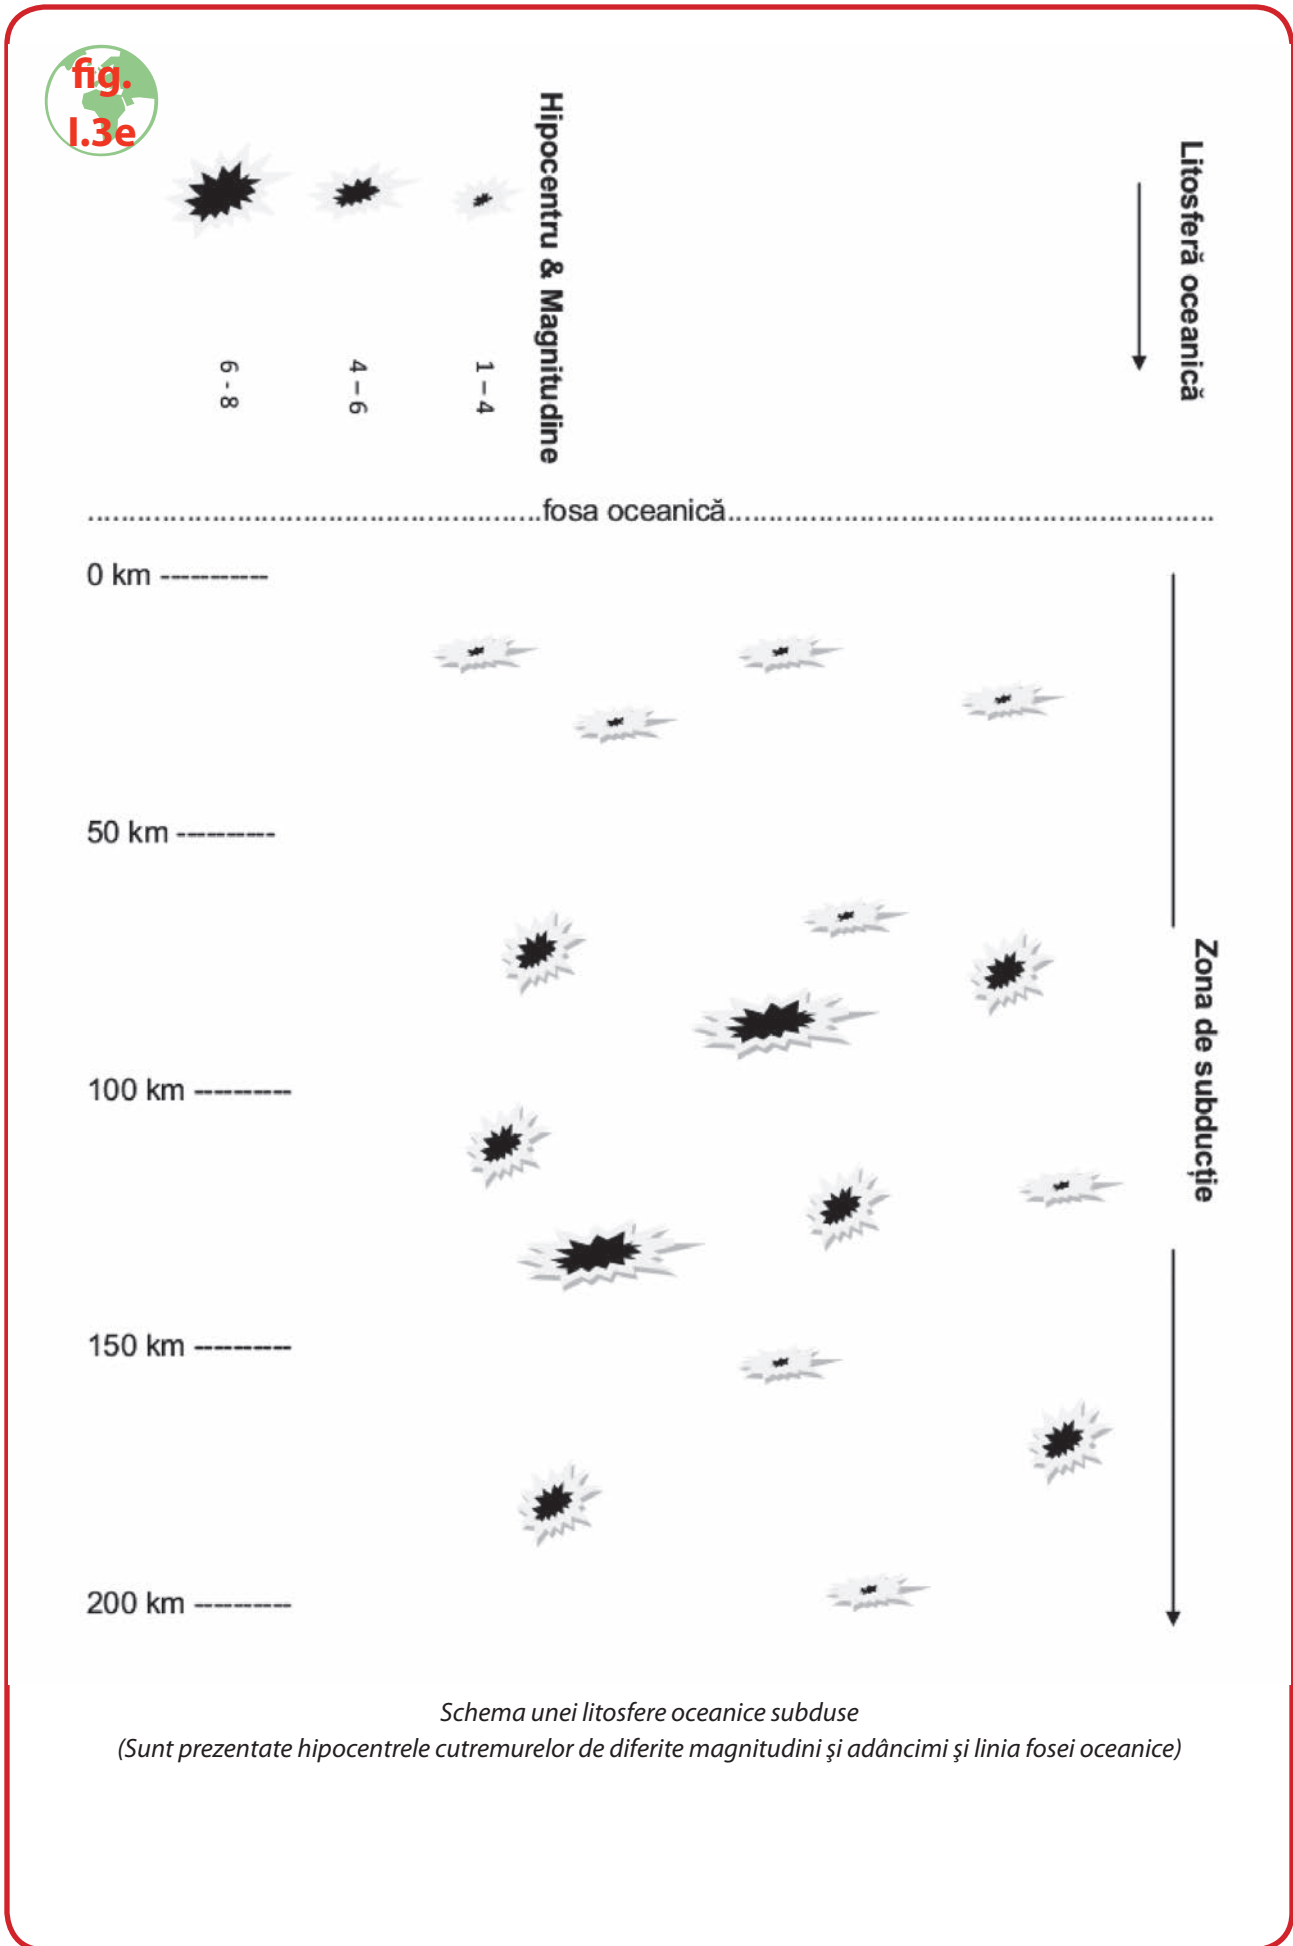 fig.
I.3e
Hipocentru & Magnitudine
Litosferă oceanică
6 - 8
4 – 6
1 – 4
........................fosa oceanică........................
0 km -----------
50 km ----------
100 km ----------
Zona de subducție
150 km ----------
200 km ----------
Schema unei litosfere oceanice subduse
(Sunt prezentate hipocentrele cutremurelor de diferite magnitudini şi adâncimi şi linia fosei oceanice)